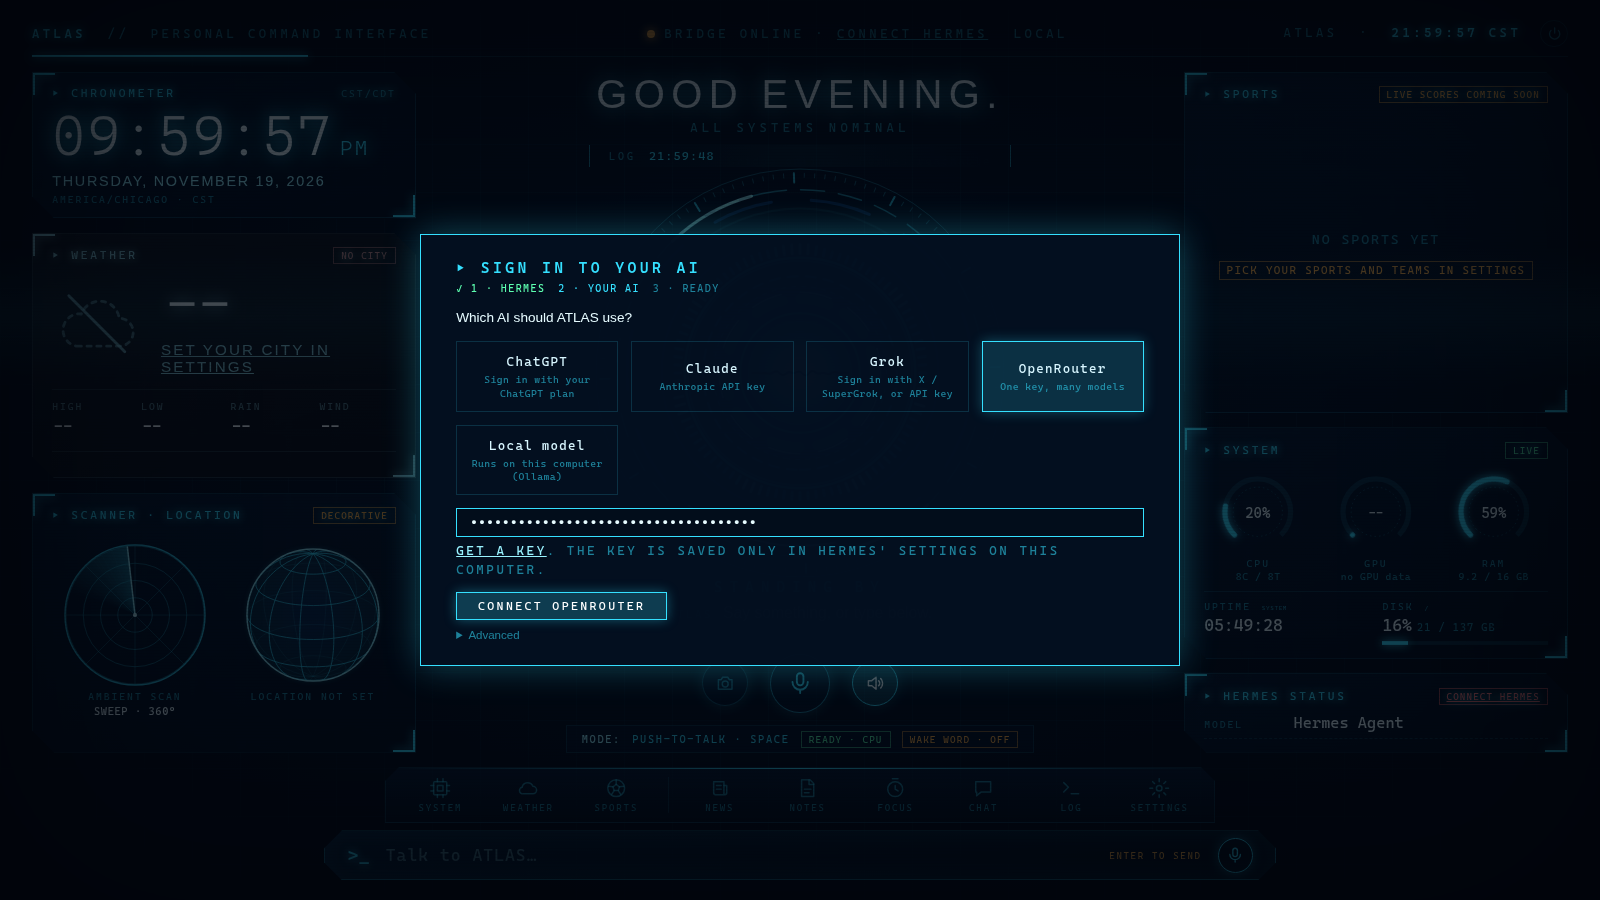 ATLAS // PERSONAL COMMAND INTERFACE
BRIDGE ONLINE · CONNECT HERMES LOCAL
ATLAS · 21:59:57 CST
CHRONOMETER CST/CDT
09:59:57 PM
THURSDAY, NOVEMBER 19, 2026
AMERICA/CHICAGO · CST
WEATHER NO CITY
--
SET YOUR CITY IN
SETTINGS
HIGH LOW RAIN WIND
-- -- -- --
SCANNER · LOCATION DECORATIVE
AMBIENT SCAN LOCATION NOT SET
SWEEP · 360°
GOOD EVENING.
ALL SYSTEMS NOMINAL
LOG 21:59:48
SIGN IN TO YOUR AI
✓ 1 · HERMES 2 · YOUR AI 3 · READY
Which AI should ATLAS use?
ChatGPT
Sign in with your
ChatGPT plan
Claude
Anthropic API key
Grok
Sign in with X /
SuperGrok, or API key
OpenRouter
One key, many models
Local model
Runs on this computer
(Ollama)
••••••••••••••••••••••••••••••••••••
GET A KEY. THE KEY IS SAVED ONLY IN HERMES' SETTINGS ON THIS
COMPUTER.
CONNECT OPENROUTER
Advanced
MODE: PUSH-TO-TALK · SPACE READY · CPU WAKE WORD · OFF
SYSTEM WEATHER SPORTS NEWS NOTES FOCUS CHAT LOG SETTINGS
>_ Talk to ATLAS… ENTER TO SEND
SPORTS LIVE SCORES COMING SOON
NO SPORTS YET
PICK YOUR SPORTS AND TEAMS IN SETTINGS
SYSTEM LIVE
20% -- 59%
CPU GPU RAM
8C / 8T no GPU data 9.2 / 16 GB
UPTIME SYSTEM DISK /
05:49:28 16% 21 / 137 GB
HERMES STATUS CONNECT HERMES
MODEL Hermes Agent